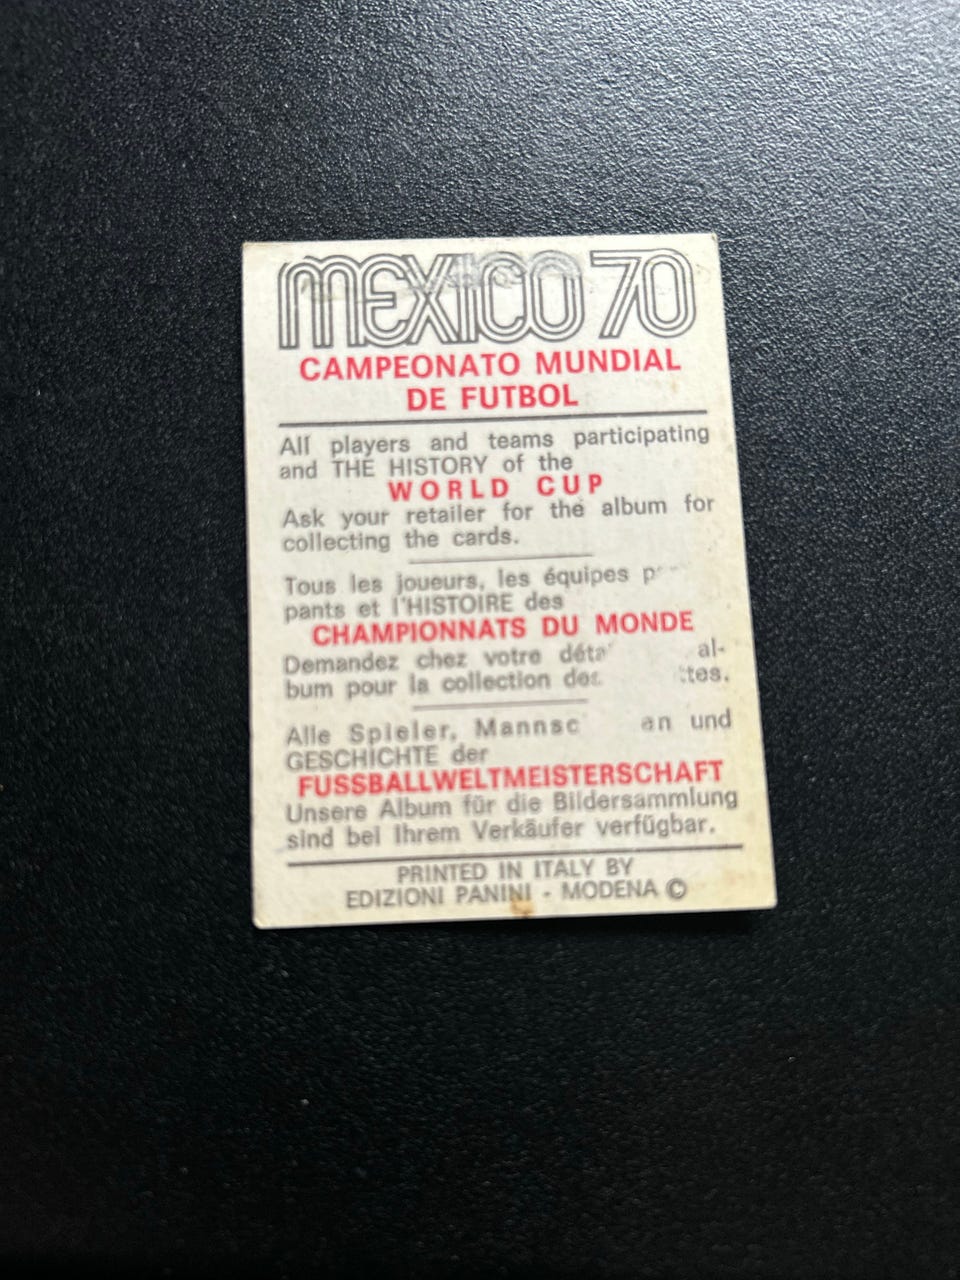 MEXICO 70
CAMPEONATO MUNDIAL
DE FUTBOL
All players and teams participating
and THE HISTORY of the
WORLD CUP
Ask your retailer for the album for
collecting the cards.
Tous les joueurs, les équipes
pants et l'HISTOIRE des
CHAMPIONNATS DU MONDE
Demandez chez votre al-
bum pour la collection
Alle Spieler, und
GESCHICHTE der
FUSSBALLWELTMEISTERSCHAFT
Unsere Album für die Bildersammlung
sind bei Ihrem Verkäufer verfügbar.
PRINTED IN ITALY BY
EDIZIONI PANINI - MODENA ©